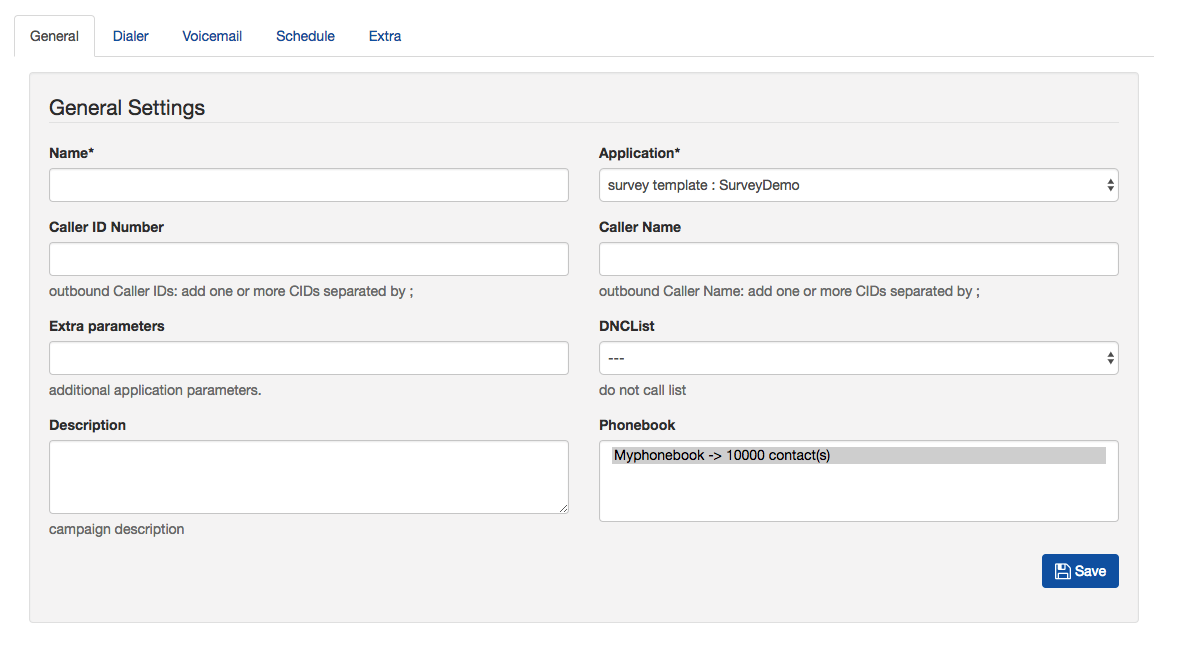 General Dialer Voicemail Schedule Extra
General Settings
Name* Application*
survey template : SurveyDemo
Caller ID Number Caller Name
outbound Caller IDs: add one or more CIDs separated by ; outbound Caller Name: add one or more CIDs separated by ;
Extra parameters DNCList
---
additional application parameters. do not call list
Description Phonebook
Myphonebook -> 10000 contact(s)
campaign description
Save